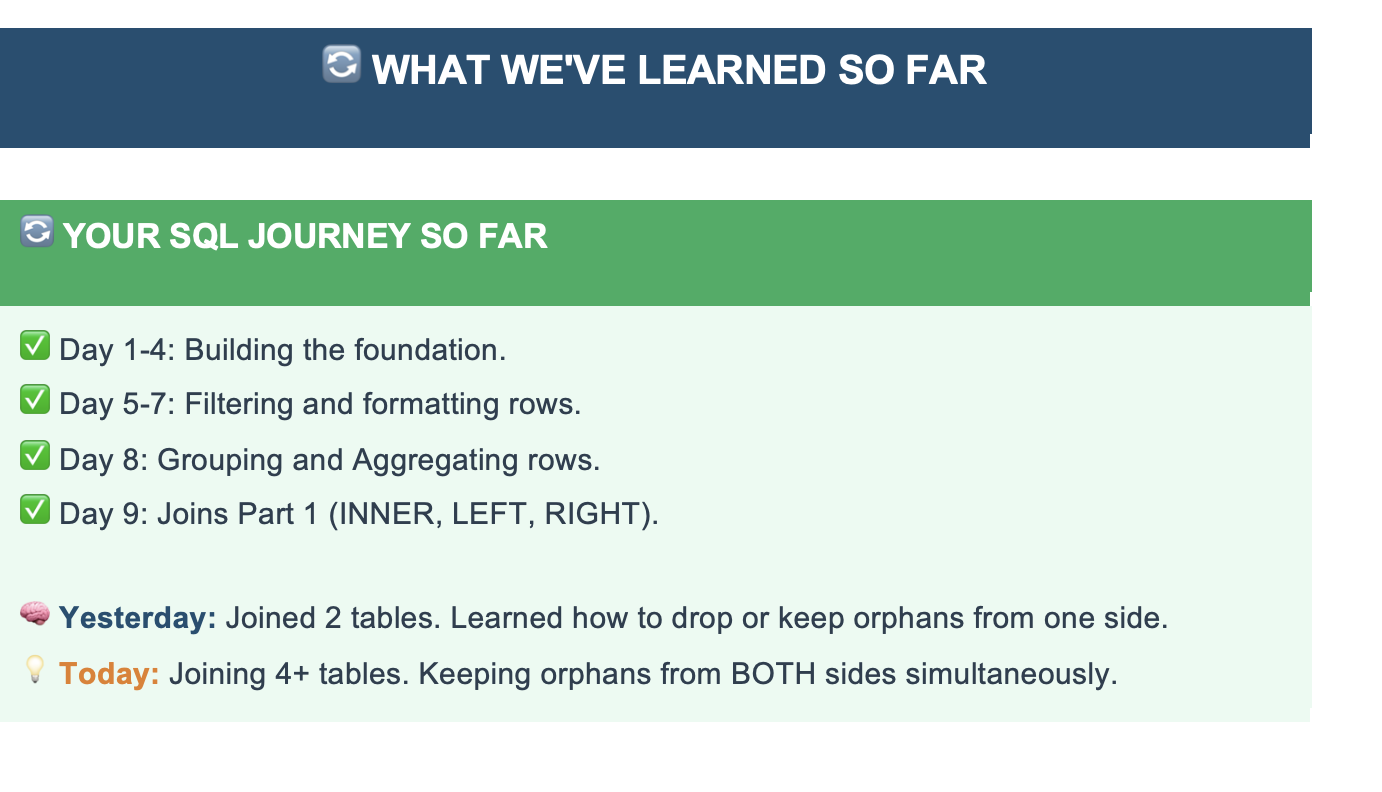 WHAT WE'VE LEARNED SO FAR
YOUR SQL JOURNEY SO FAR
Day 1-4: Building the foundation.
Day 5-7: Filtering and formatting rows.
Day 8: Grouping and Aggregating rows.
Day 9: Joins Part 1 (INNER, LEFT, RIGHT).
Yesterday: Joined 2 tables. Learned how to drop or keep orphans from one side.
Today: Joining 4+ tables. Keeping orphans from BOTH sides simultaneously.